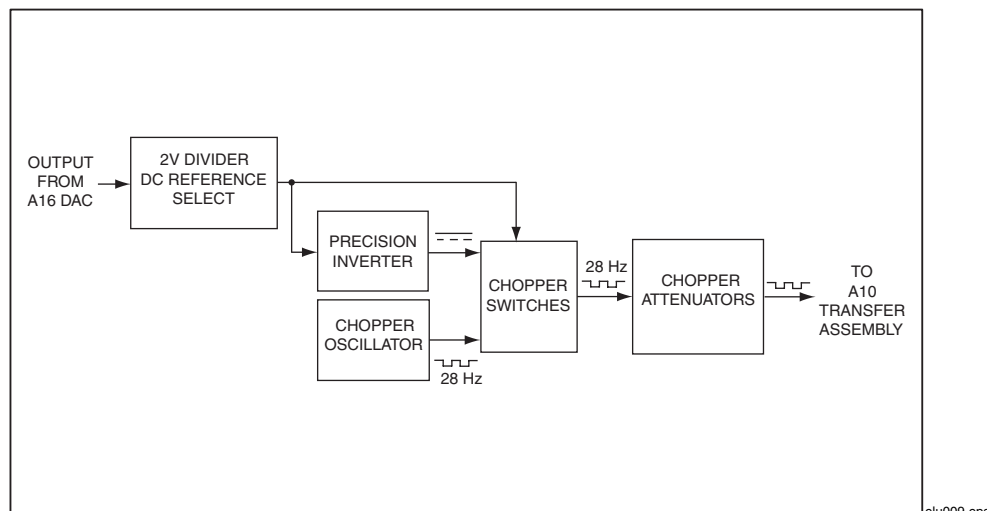 OUTPUT
FROM
A16 DAC
2V DIVIDER
DC REFERENCE
SELECT
PRECISION
INVERTER
CHOPPER
OSCILLATOR
28 Hz
CHOPPER
SWITCHES
28 Hz
CHOPPER
ATTENUATORS
TO
A10
TRANSFER
ASSEMBLY